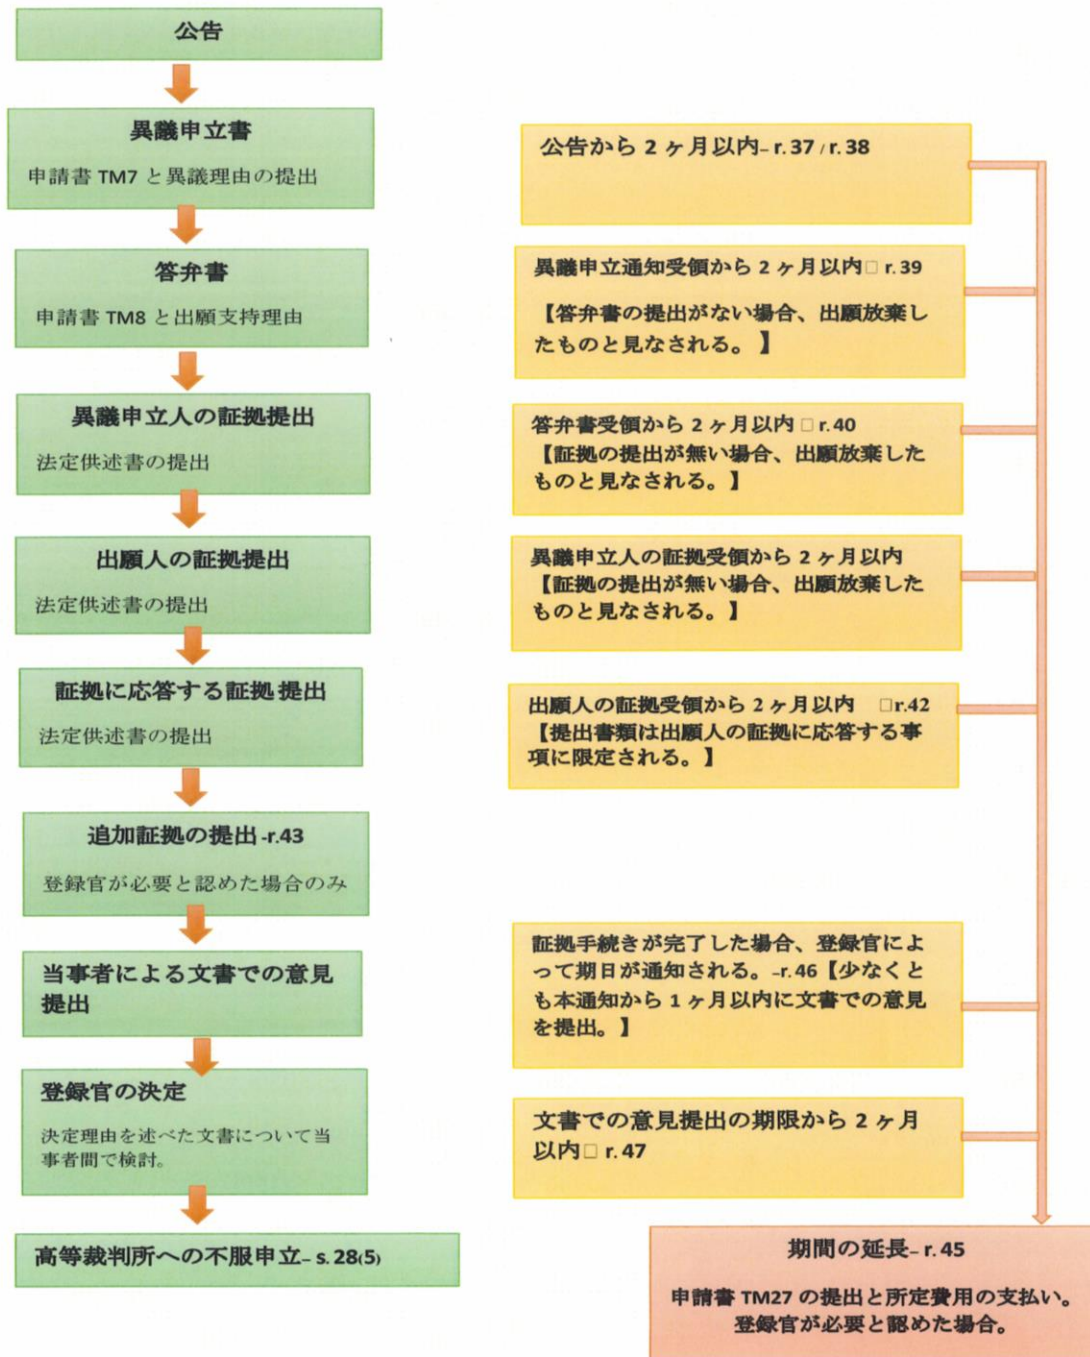 公告
異議申立書
申請書 TM7 と異議理由の提出
公告から 2 ヶ月以内– r. 37 / r. 38
答弁書
申請書 TM8 と出願支持理由
異議申立通知受領から 2 ヶ月以内□ r. 39
【答弁書の提出がない場合、出願放棄し
たものと見なされる。】
異議申立人の証拠提出
法定供述書の提出
答弁書受領から 2 ヶ月以内 □ r. 40
【証拠の提出が無い場合、出願放棄した
ものと見なされる。】
出願人の証拠提出
法定供述書の提出
異議申立人の証拠受領から 2 ヶ月以内
【証拠の提出が無い場合、出願放棄した
ものと見なされる。】
証拠に応答する証拠提出
法定供述書の提出
出願人の証拠受領から 2 ヶ月以内 □r.42
【提出書類は出願人の証拠に応答する事
項に限定される。】
追加証拠の提出 -r.43
登録官が必要と認めた場合のみ
当事者による文書での意見
提出
証拠手続きが完了した場合、登録官によ
って期日が通知される。–r. 46【少なくと
も本通知から 1 ヶ月以内に文書での意見
を提出。】
登録官の決定
決定理由を述べた文書について当
事者間で検討。
文書での意見提出の期限から 2 ヶ月
以内□ r. 47
高等裁判所への不服申立– s. 28(5)
期間の延長– r. 45
申請書 TM27 の提出と所定費用の支払い。
登録官が必要と認めた場合。